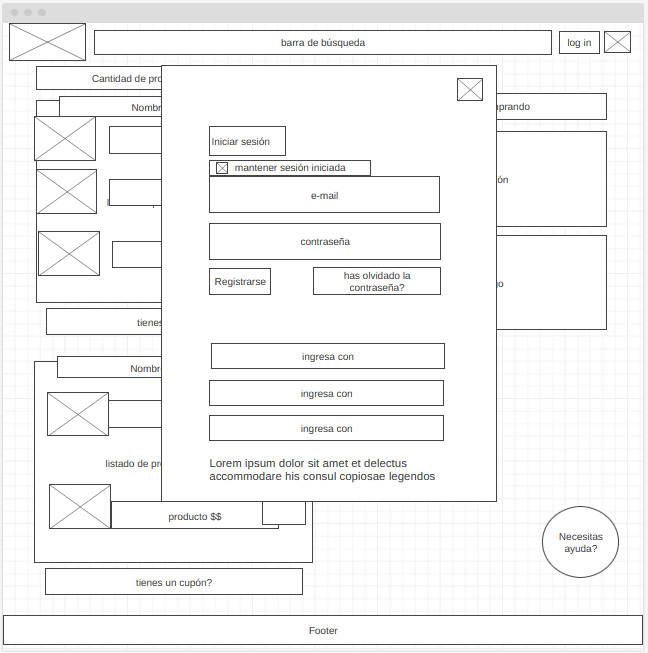 barra de búsqueda
log in
Cantidad de pro
Nombr
Iniciar sesión
mantener sesión iniciada
e-mail
contraseña
Registrarse
has olvidado la
contraseña?
ingresa con
ingresa con
ingresa con
Lorem ipsum dolor sit amet et delectus
accommodare his consul copiosae legendos
prando
ón
o
tienes
Nombr
listado de pro
producto $$
tienes un cupón?
Necesitas
ayuda?
Footer